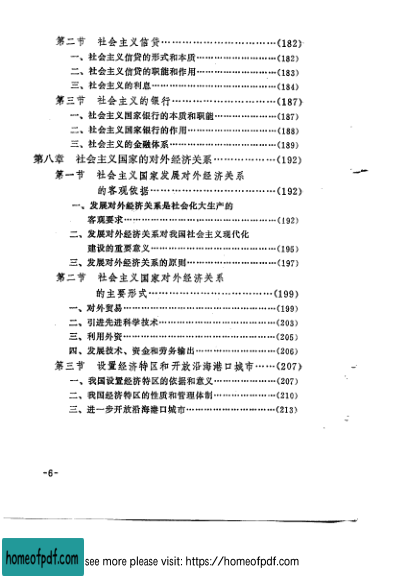 第二节 社会主义信贷…………………………(182)
一、社会主义信贷的形式和本质…………………(182)
二、社会主义信贷的职能和作用…………………(183)
三、社会主义的利息………………………………(184)
第三节 社会主义的银行…………………………(187)
一、社会主义国家银行的本质和职能……………(187)
二、社会主义国家银行的作用……………………(188)
三、社会主义的金融体系…………………………(189)
第八章 社会主义国家的对外经济关系……………(192)
第一节 社会主义国家发展对外经济关系
的客观依据……………………………(192)
一、发展对外经济关系是社会化大生产的
客观要求………………………………………(192)
二、发展对外经济关系对我国社会主义现代化
建设的重要意义………………………………(195)
三、发展对外经济关系的原则……………………(197)
第二节 社会主义国家对外经济关系
的主要形式……………………………(199)
一、对外贸易………………………………………(199)
二、引进先进科学技术……………………………(203)
三、利用外资………………………………………(205)
四、发展技术、资金和劳务输出…………………(206)
第三节 设置经济特区和开放沿海港口城市……(207)
一、我国设置经济特区的依据和意义……………(207)
二、我国经济特区的性质和管理体制……………(210)
三、进一步开放沿海港口城市……………………(213)
-6-
homeofpdf.com see more please visit: https://homeofpdf.com